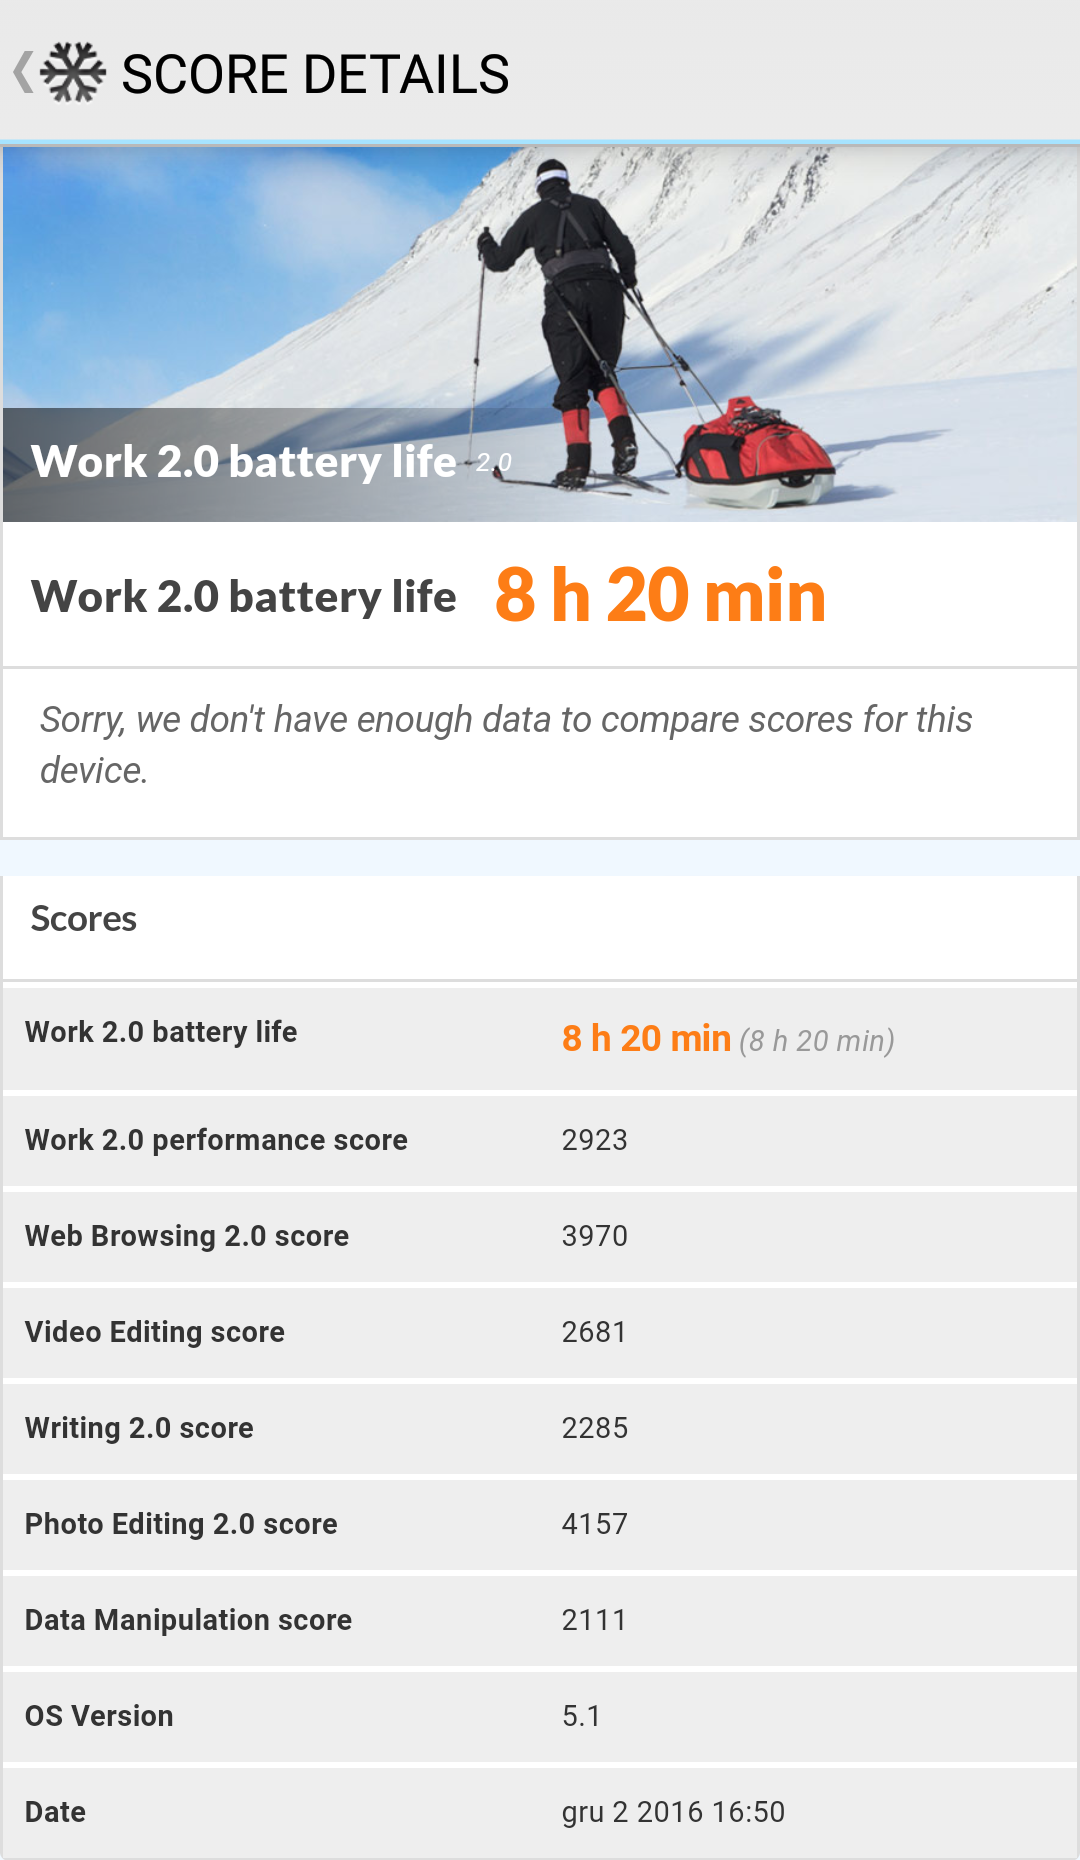 SCORE DETAILS
Work 2.0 battery life 2.0
Work 2.0 battery life 8 h 20 min
Sorry, we don't have enough data to compare scores for this
device.
Scores
Work 2.0 battery life 8 h 20 min (8 h 20 min)
Work 2.0 performance score 2923
Web Browsing 2.0 score 3970
Video Editing score 2681
Writing 2.0 score 2285
Photo Editing 2.0 score 4157
Data Manipulation score 2111
OS Version 5.1
Date gru 2 2016 16:50